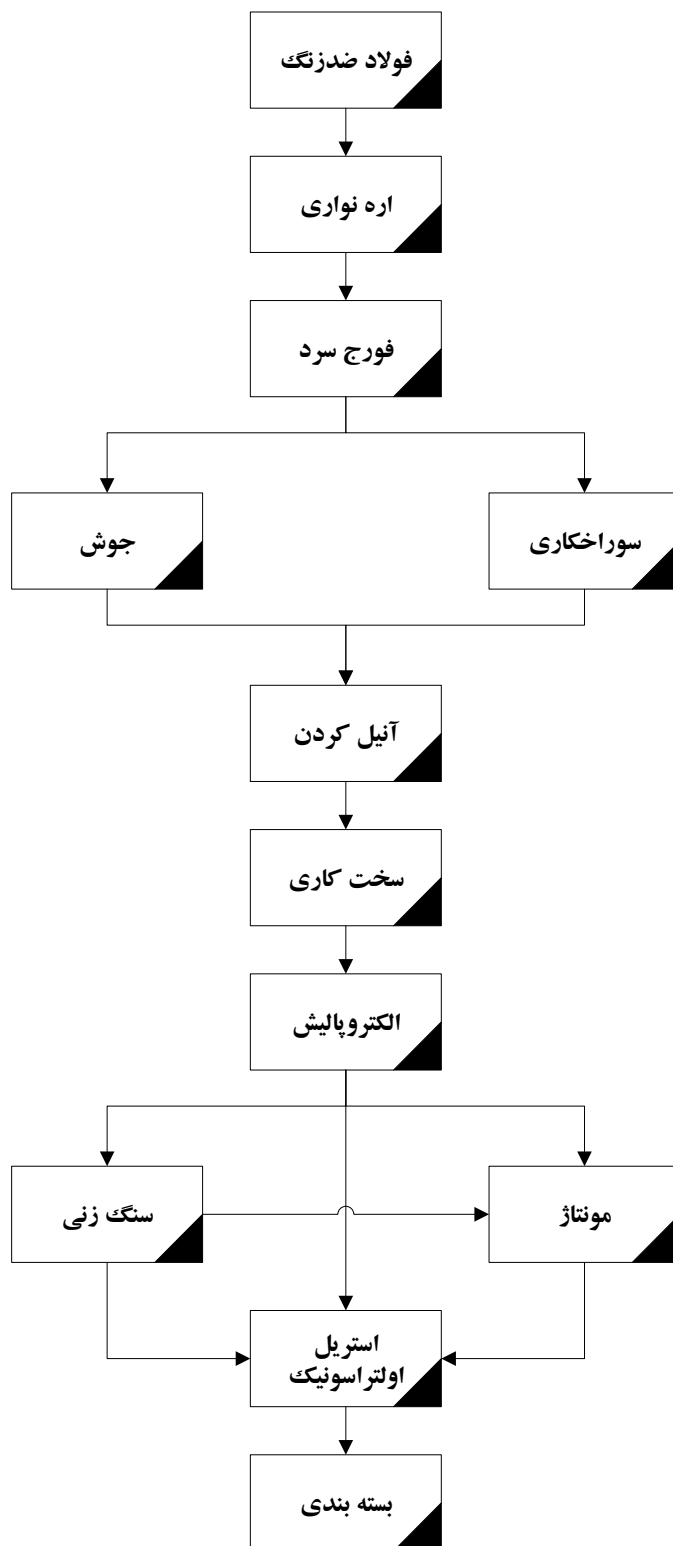 فولاد ضدزنگ
اره نواری
فورج سرد
سوراخکاری
جوش
آنیل کردن
سخت کاری
الکتروپالیش
مونتاژ
سنگ زنی
استریل
اولتراسونیک
بسته بندی